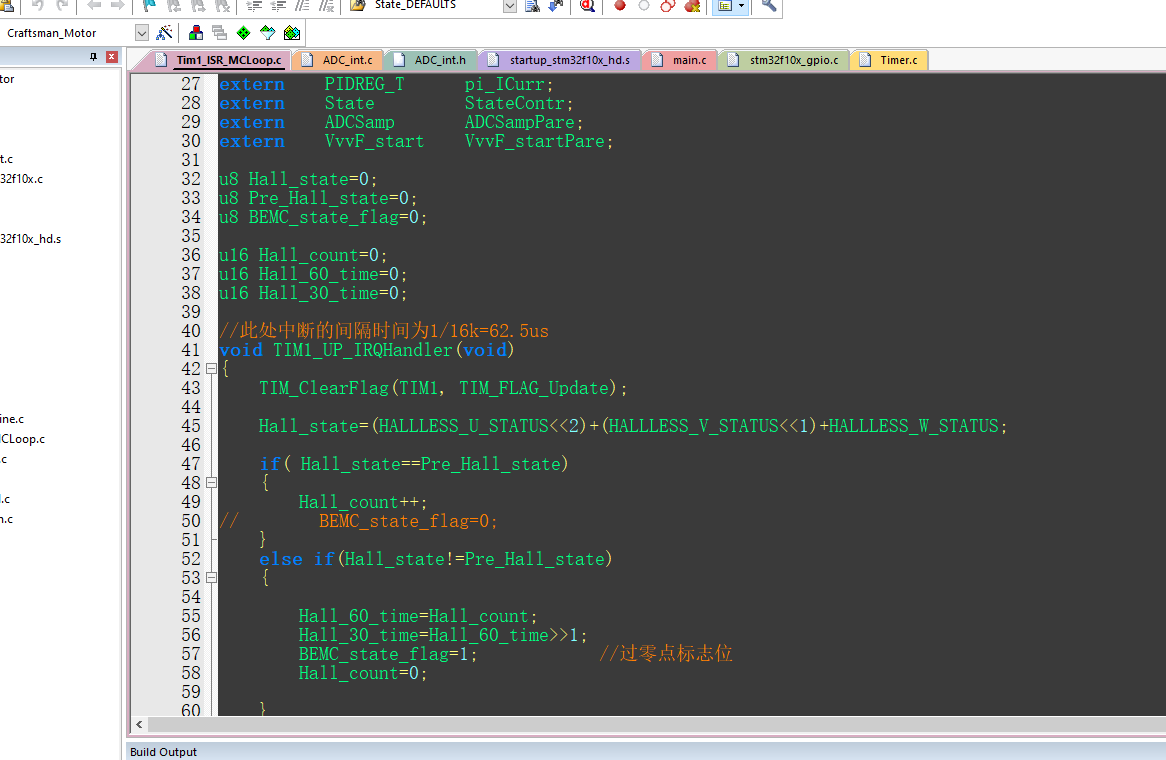 State_DEFAULTS
Craftsman_Motor
Tim1_ISR_MCLoop.c ADC_int.c ADC_int.h startup_stm32f10x_hd.s main.c stm32f10x_gpio.c Timer.c
tor
t.c
32f10x.c
32f10x_hd.s
ine.c
MCLoop.c
.c
l.c
n.c
27 extern PIDREG_T pi_ICurr;
28 extern State StateContr;
29 extern ADCSamp ADCSampPare;
30 extern VvvF_start VvvF_startPare;
31
32 u8 Hall_state=0;
33 u8 Pre_Hall_state=0;
34 u8 BEMC_state_flag=0;
35
36 u16 Hall_count=0;
37 u16 Hall_60_time=0;
38 u16 Hall_30_time=0;
39
40 //此处中断的间隔时间为1/16k=62.5us
41 void TIM1_UP_IRQHandler(void)
42 {
43 TIM_ClearFlag(TIM1, TIM_FLAG_Update);
44
45 Hall_state=(HALLLESS_U_STATUS<<2)+(HALLLESS_V_STATUS<<1)+HALLLESS_W_STATUS;
46
47 if( Hall_state==Pre_Hall_state)
48 {
49 Hall_count++;
50 // BEMC_state_flag=0;
51 }
52 else if(Hall_state!=Pre_Hall_state)
53 {
54
55 Hall_60_time=Hall_count;
56 Hall_30_time=Hall_60_time>>1;
57 BEMC_state_flag=1; //过零点标志位
58 Hall_count=0;
59
60 }
Build Output